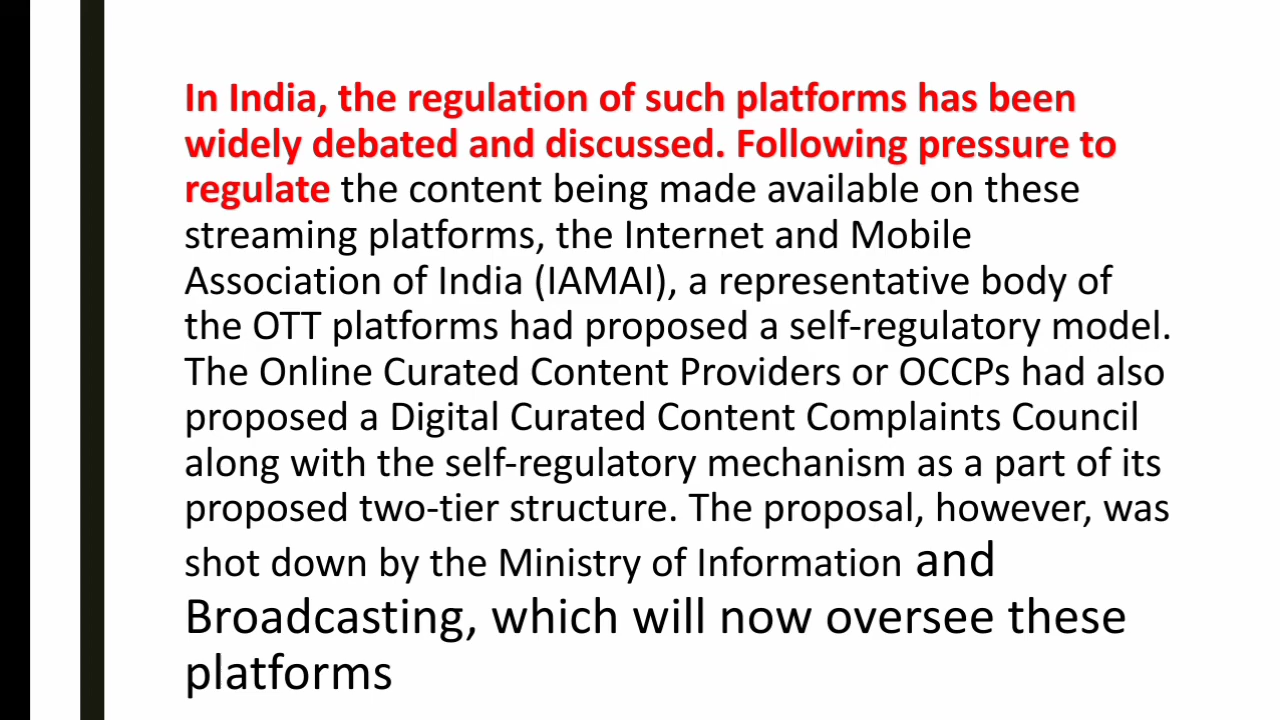 In India, the regulation of such platforms has been
widely debated and discussed. Following pressure to
regulate the content being made available on these
streaming platforms, the Internet and Mobile
Association of India (IAMAI), a representative body of
the OTT platforms had proposed a self-regulatory model.
The Online Curated Content Providers or OCCPs had also
proposed a Digital Curated Content Complaints Council
along with the self-regulatory mechanism as a part of its
proposed two-tier structure. The proposal, however, was
shot down by the Ministry of Information and
Broadcasting, which will now oversee these
platforms